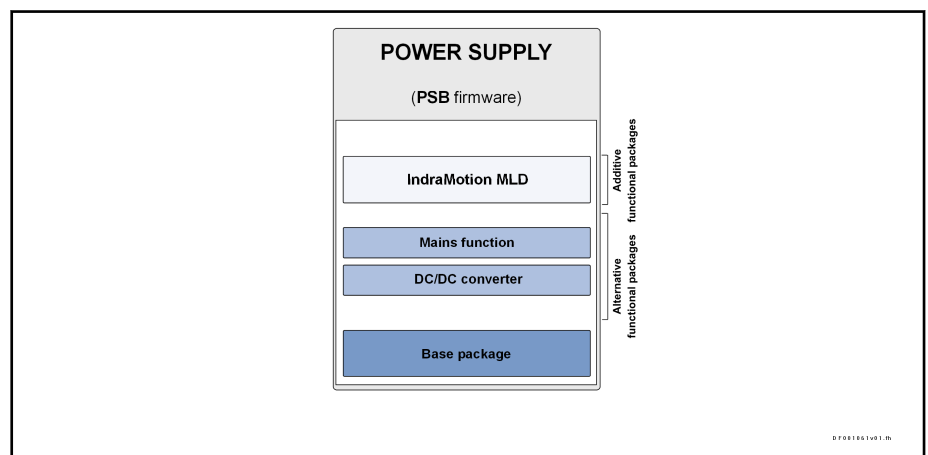 POWER SUPPLY
(PSB firmware)
IndraMotion MLD
Additive
functional packages
Mains function
DC/DC converter
Alternative
functional packages
Base package
DF001061v01.fh